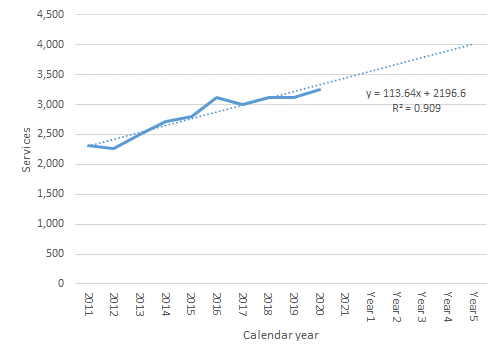 4,500
4,000
3,500
3,000
2,500
2,000
1,500
1,000
500
0
Services
y = 113.64x + 2196.6
R² = 0.909
2011
2012
2013
2014
2015
2016
2017
2018
2019
2020
2021
Year 1
Year 2
Year 3
Year 4
Year 5
Calendar year